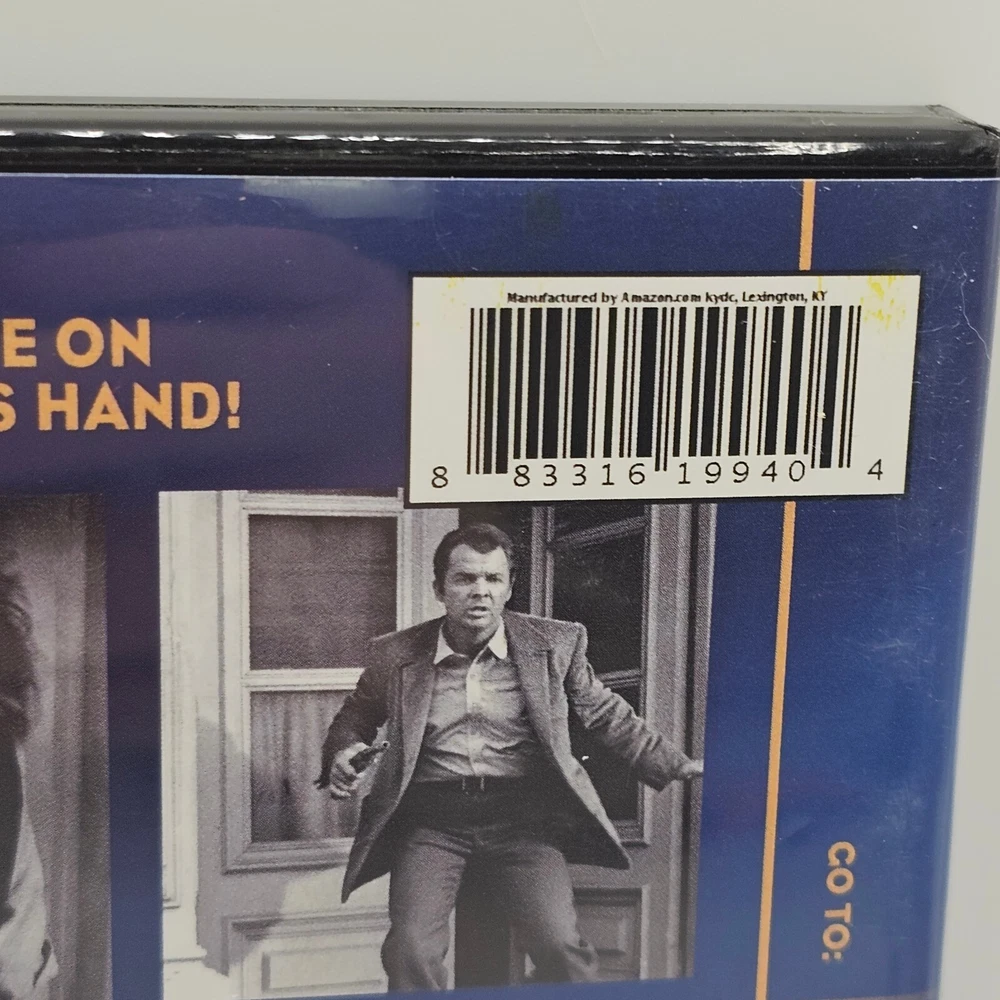 Manufactured by Amazon.com kydc, Lexington, KY
8 83316 19940 4
E ON
S HAND!
GO TO: